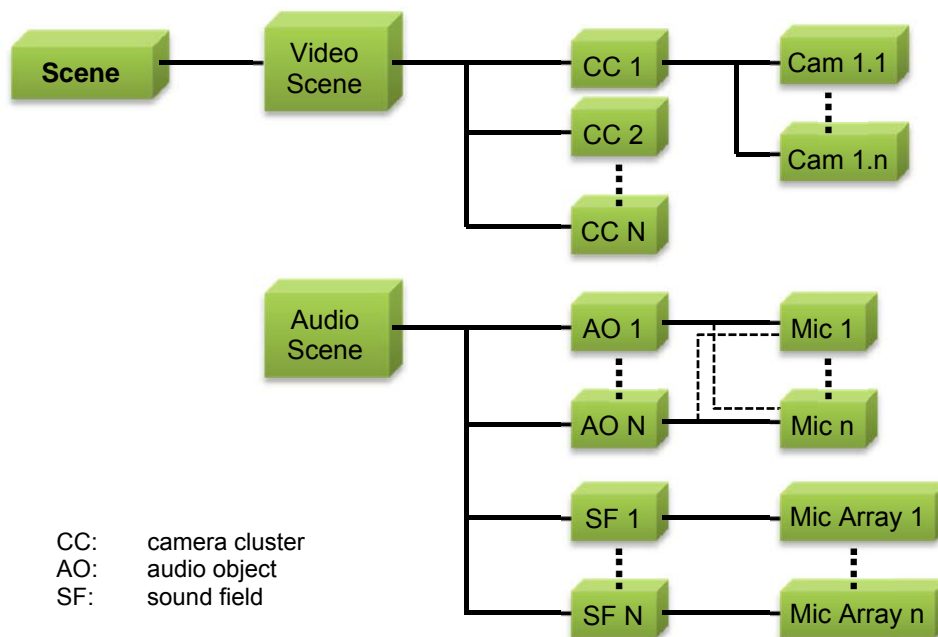 Scene
Video
Scene
CC 1
Cam 1.1
CC 2
Cam 1.n
CC N
Audio
Scene
AO 1
Mic 1
AO N
Mic n
SF 1
Mic Array 1
SF N
Mic Array n
CC: camera cluster
AO: audio object
SF: sound field